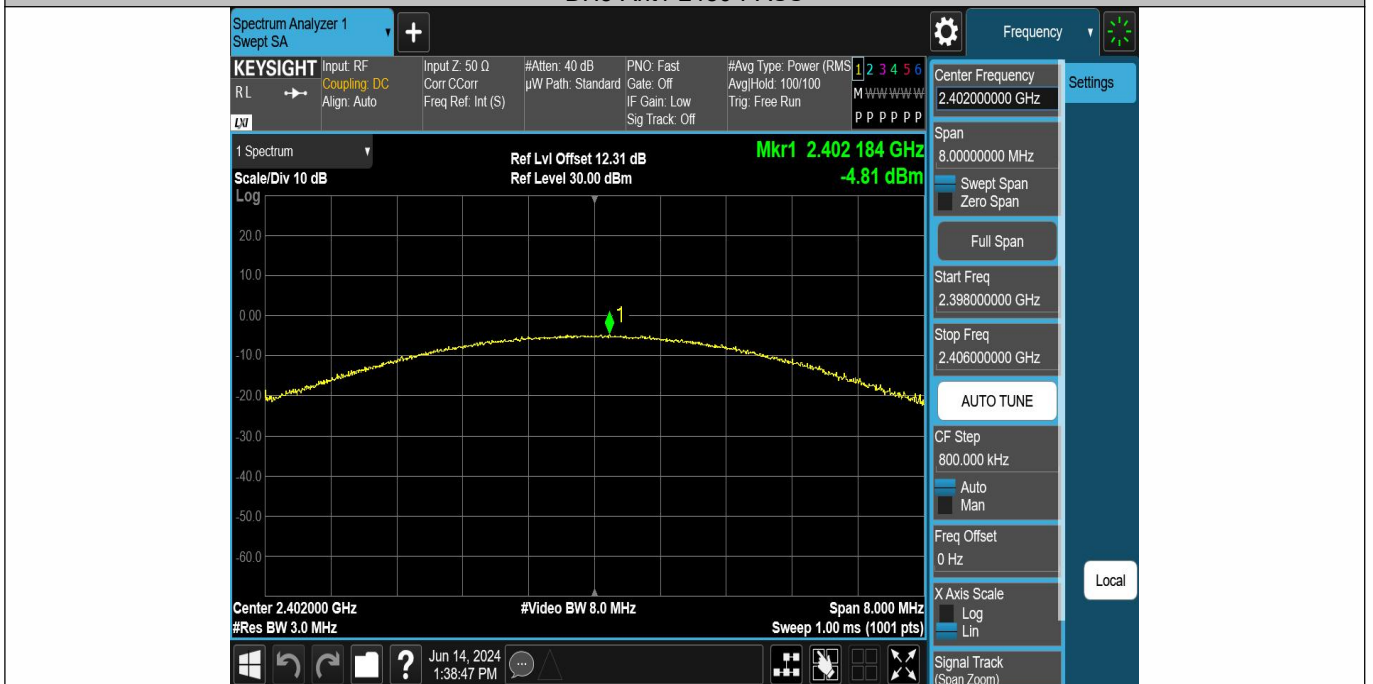 Spectrum Analyzer 1
Swept SA
Frequency
KEYSIGHT
RL
LXI
Input: RF
Coupling: DC
Align: Auto
Input Z: 50 Ω
Corr CCorr
Freq Ref: Int (S)
#Atten: 40 dB
µW Path: Standard
PNO: Fast
Gate: Off
IF Gain: Low
Sig Track: Off
#Avg Type: Power (RMS
Avg|Hold: 100/100
Trig: Free Run
1 2 3 4 5 6
M W W W W W
P P P P P P
1 Spectrum
Scale/Div 10 dB
Ref Lvl Offset 12.31 dB
Ref Level 30.00 dBm
Mkr1 2.402 184 GHz
-4.81 dBm
Log
20.0
10.0
0.00
-10.0
-20.0
-30.0
-40.0
-50.0
-60.0
1
Center 2.402000 GHz
#Res BW 3.0 MHz
#Video BW 8.0 MHz
Span 8.000 MHz
Sweep 1.00 ms (1001 pts)
Jun 14, 2024
1:38:47 PM
Center Frequency
2.402000000 GHz
Span
8.00000000 MHz
Swept Span
Zero Span
Full Span
Start Freq
2.398000000 GHz
Stop Freq
2.406000000 GHz
AUTO TUNE
CF Step
800.000 kHz
Auto
Man
Freq Offset
0 Hz
X Axis Scale
Log
Lin
Signal Track
(Span Zoom)
Settings
Local